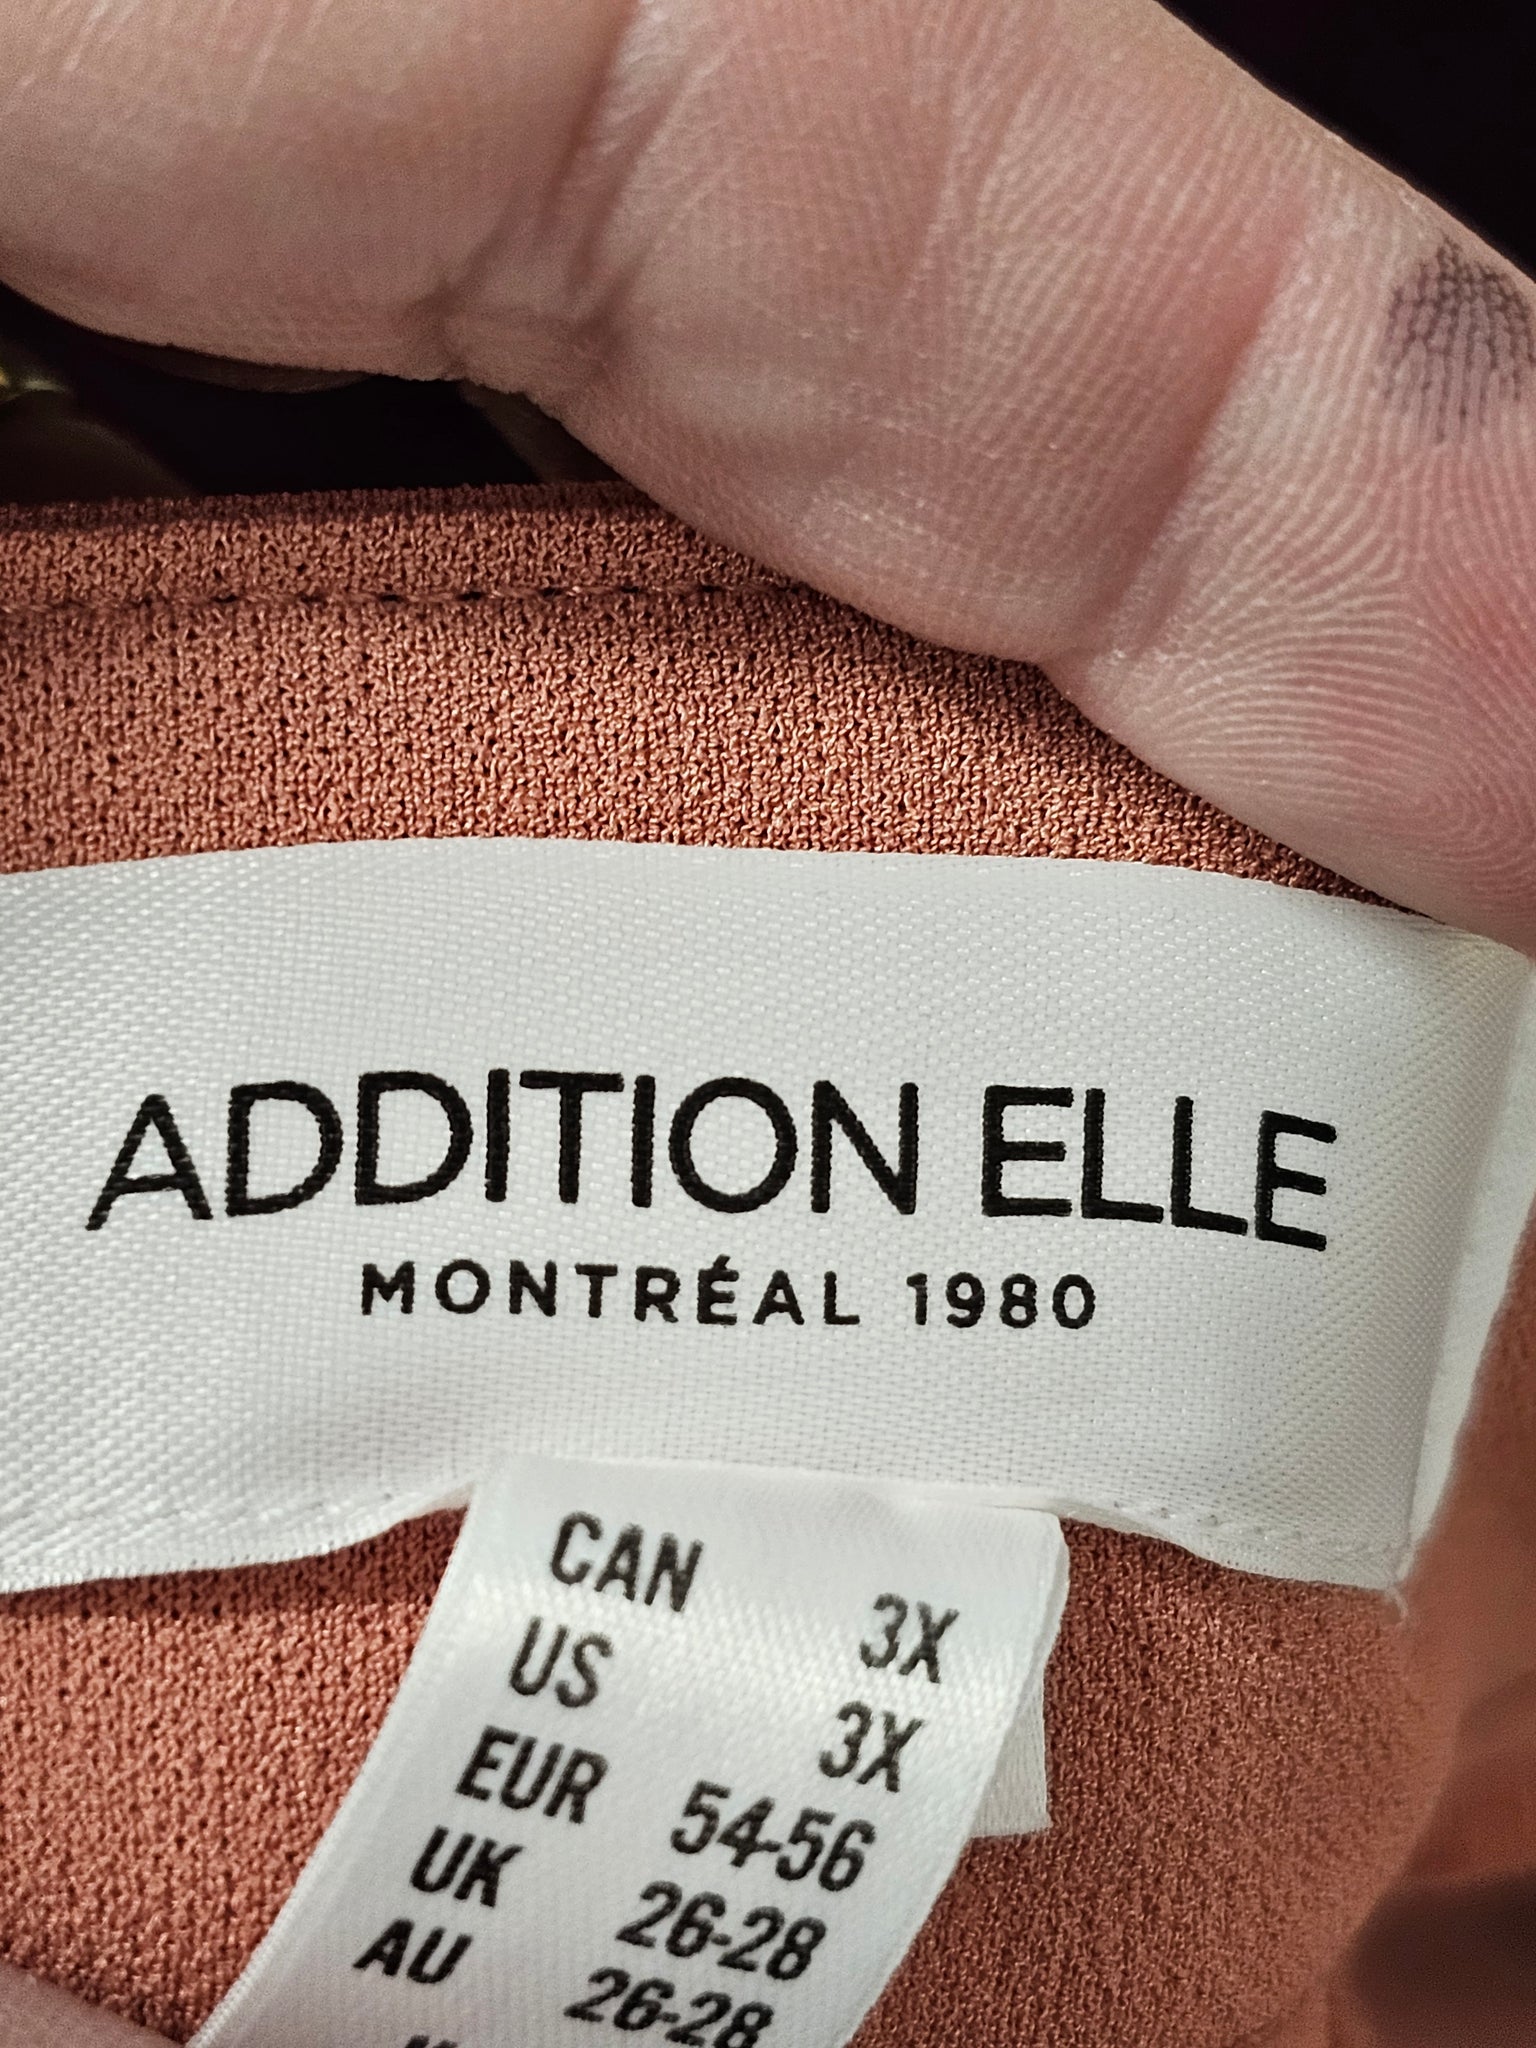 ADDITION ELLE
MONTRÉAL 1980
CAN 3X
US 3X
EUR 54-56
UK 26-28
AU 26-28